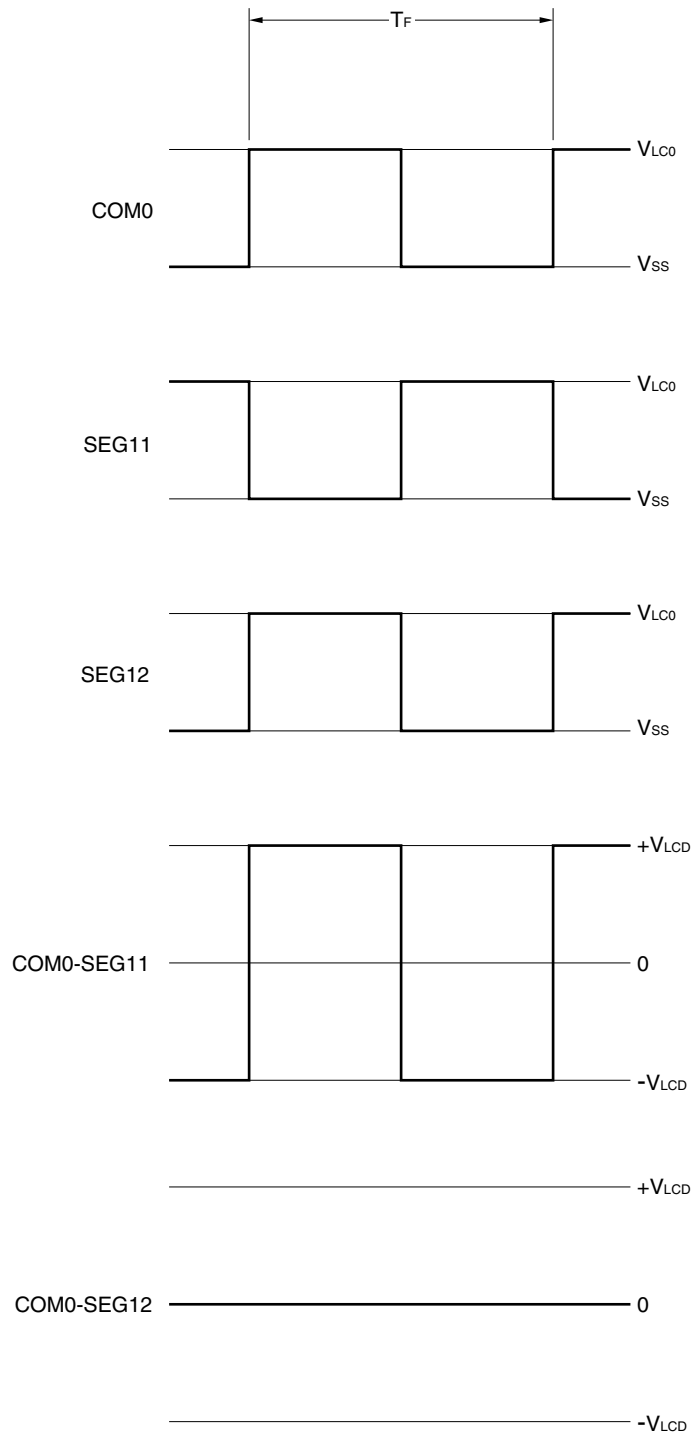 TF
VLC0
COM0
VSS
VLC0
SEG11
VSS
VLC0
SEG12
VSS
+VLCD
COM0-SEG11
0
-VLCD
+VLCD
COM0-SEG12
0
-VLCD